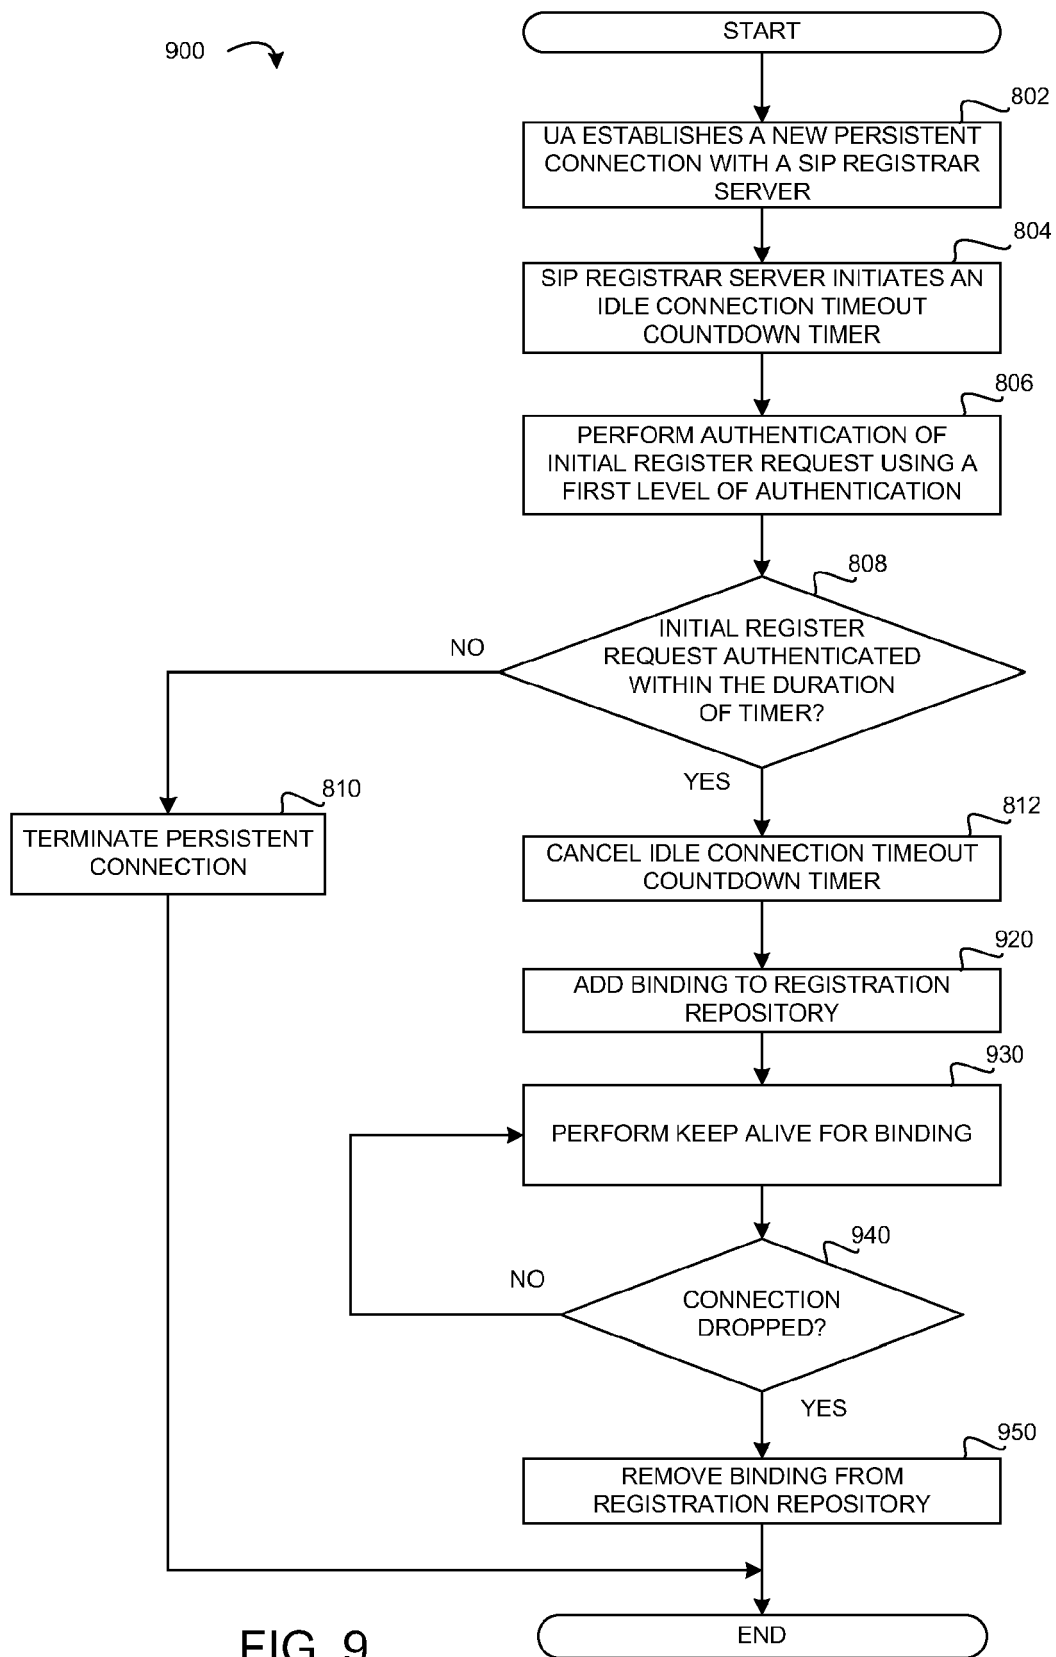 START
900
802
UA ESTABLISHES A NEW PERSISTENT
CONNECTION WITH A SIP REGISTRAR
SERVER
804
SIP REGISTRAR SERVER INITIATES AN
IDLE CONNECTION TIMEOUT
COUNTDOWN TIMER
806
PERFORM AUTHENTICATION OF
INITIAL REGISTER REQUEST USING A
FIRST LEVEL OF AUTHENTICATION
808
INITIAL REGISTER
REQUEST AUTHENTICATED
WITHIN THE DURATION
OF TIMER?
NO
YES
810
TERMINATE PERSISTENT
CONNECTION
812
CANCEL IDLE CONNECTION TIMEOUT
COUNTDOWN TIMER
920
ADD BINDING TO REGISTRATION
REPOSITORY
930
PERFORM KEEP ALIVE FOR BINDING
940
NO
CONNECTION
DROPPED?
YES
950
REMOVE BINDING FROM
REGISTRATION REPOSITORY
END
FIG. 9